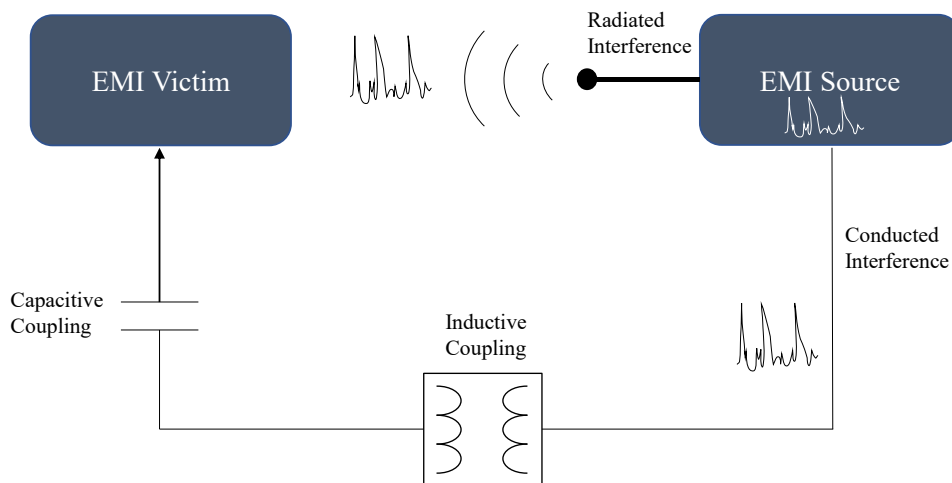 Radiated
Interference
EMI Victim
EMI Source
Conducted
Interference
Capacitive
Coupling
Inductive
Coupling